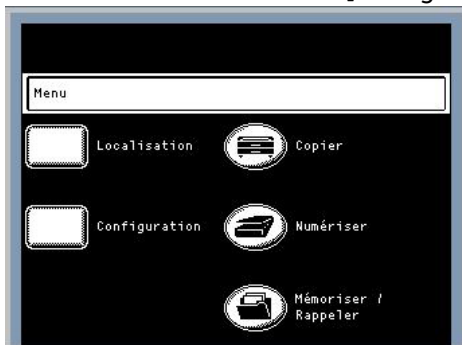 Menu
Localisation
Copier
Configuration
Numériser
Mémoriser /
Rappeler